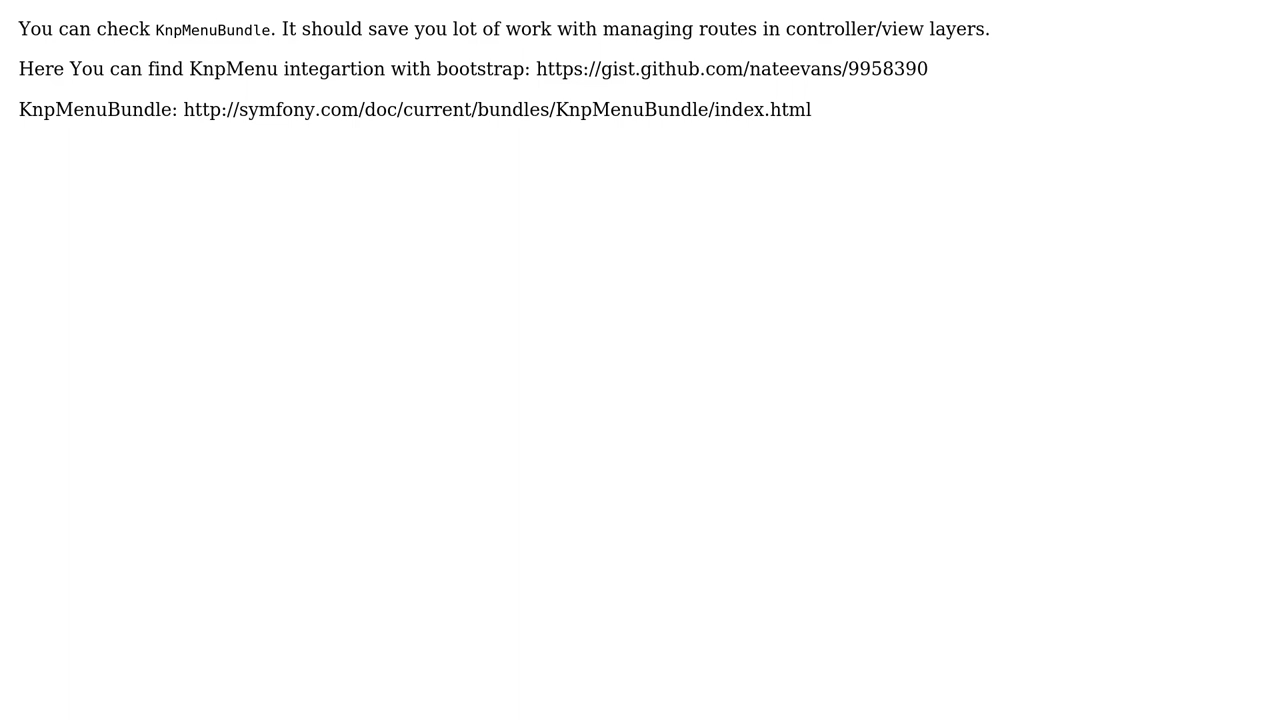 You can check KnpMenuBundle. It should save you lot of work with managing routes in controller/view layers.
Here You can find KnpMenu integartion with bootstrap: https://gist.github.com/nateevans/9958390
KnpMenuBundle: http://symfony.com/doc/current/bundles/KnpMenuBundle/index.html